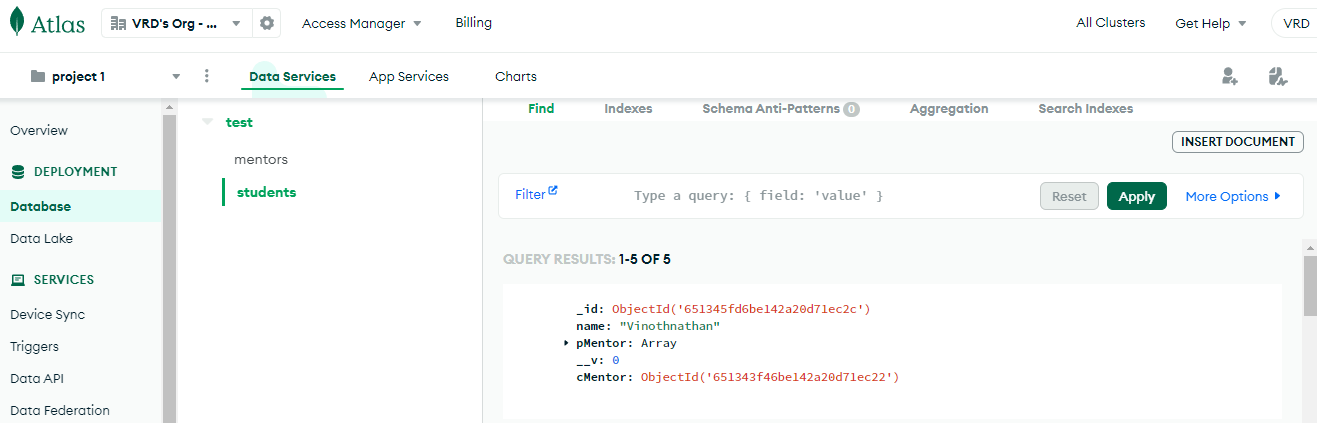 Atlas
VRD's Org - ...
Access Manager
Billing
All Clusters
Get Help
VRD
project 1
Data Services
App Services
Charts
Overview
DEPLOYMENT
Database
Data Lake
SERVICES
Device Sync
Triggers
Data API
Data Federation
test
mentors
students
Find
Indexes
Schema Anti-Patterns 0
Aggregation
Search Indexes
INSERT DOCUMENT
Filter
Type a query: { field: 'value' }
Reset
Apply
More Options
QUERY RESULTS: 1-5 OF 5
_id: ObjectId('651345fd6be142a20d71ec2c')
name: "Vinothnathan"
pMentor: Array
__v: 0
cMentor: ObjectId('651343f46be142a20d71ec22')